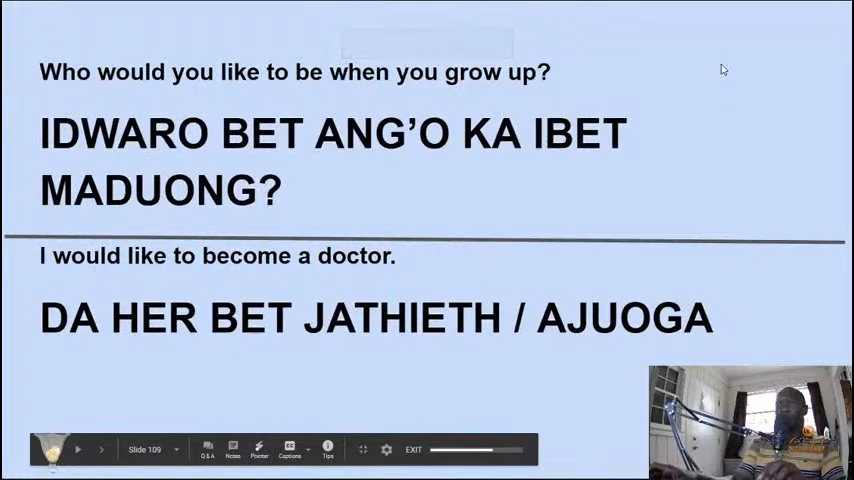 Who would you like to be when you grow up?
IDWARO BET ANG’O KA IBET
MADUONG?
I would like to become a doctor.
DA HER BET JATHIETH / AJUOGA
Slide 109
Q & A
Notes
Pointer
Captions
Tips
EXIT